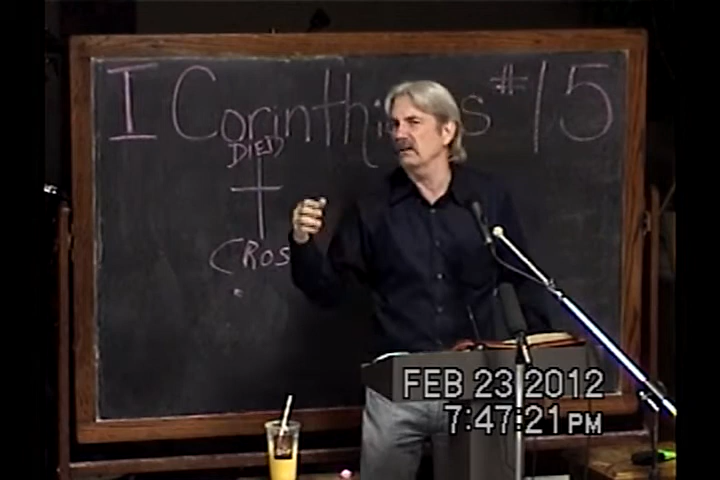 I Corinthians #15
DIED
CROS
FEB 23 2012
7:47:21 PM